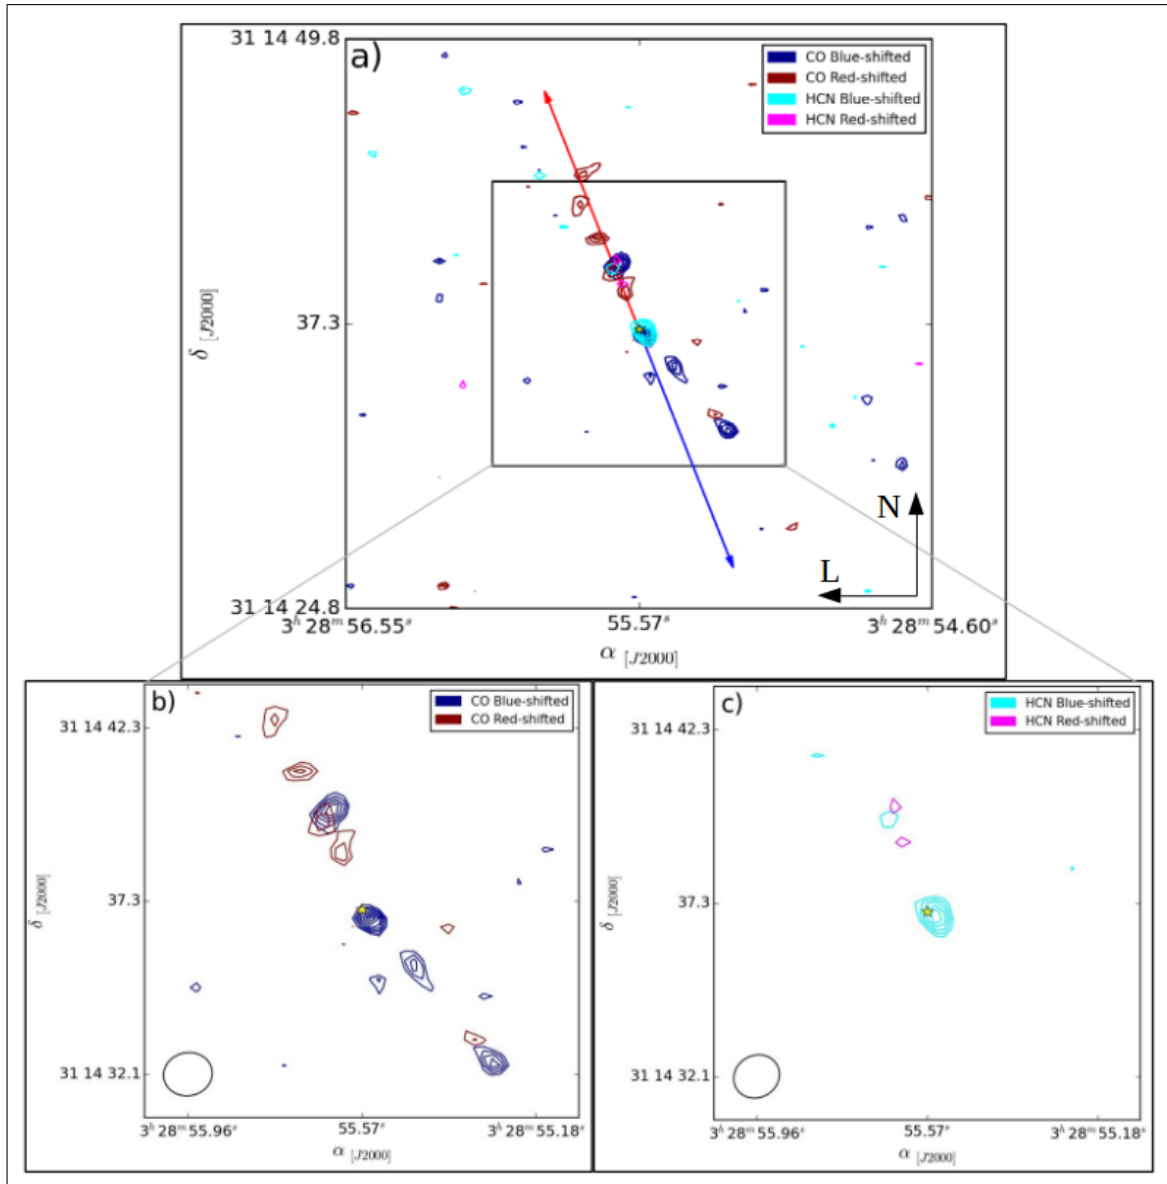 31 14 49.8
a)
CO Blue-shifted
CO Red-shifted
HCN Blue-shifted
HCN Red-shifted
δ [J2000]
37.3
N
L
31 14 24.8
3ʰ 28ᵐ 56.55ˢ
55.57ˢ
3ʰ 28ᵐ 54.60ˢ
α [J2000]
b)
CO Blue-shifted
CO Red-shifted
31 14 42.3
δ [J2000]
37.3
31 14 32.1
3ʰ 28ᵐ 55.96ˢ
55.57ˢ
3ʰ 28ᵐ 55.18ˢ
α [J2000]
c)
HCN Blue-shifted
HCN Red-shifted
31 14 42.3
δ [J2000]
37.3
31 14 32.1
3ʰ 28ᵐ 55.96ˢ
55.57ˢ
3ʰ 28ᵐ 55.18ˢ
α [J2000]